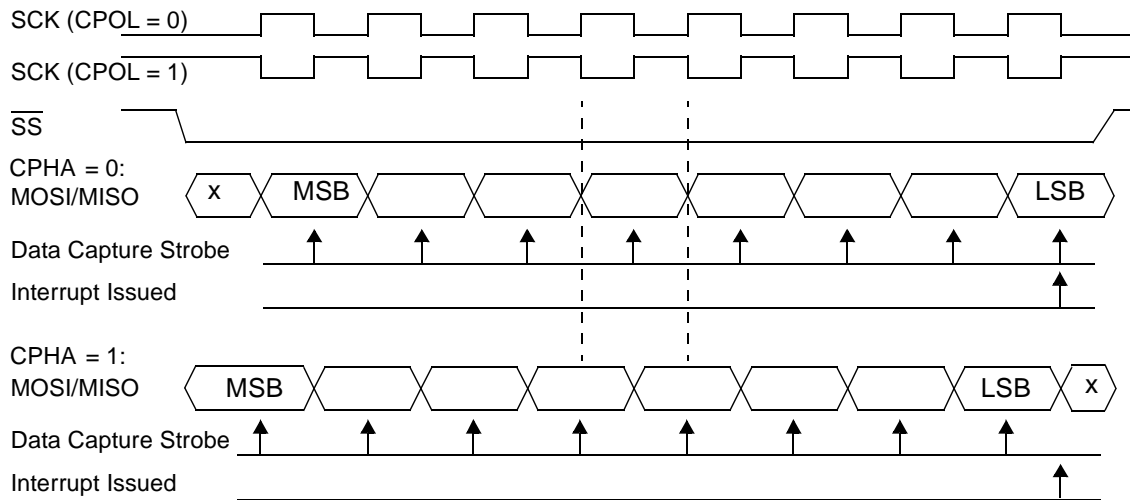 SCK (CPOL = 0)
SCK (CPOL = 1)
SS
CPHA = 0:
MOSI/MISO
x MSB LSB
Data Capture Strobe
Interrupt Issued
CPHA = 1:
MOSI/MISO
MSB LSB x
Data Capture Strobe
Interrupt Issued